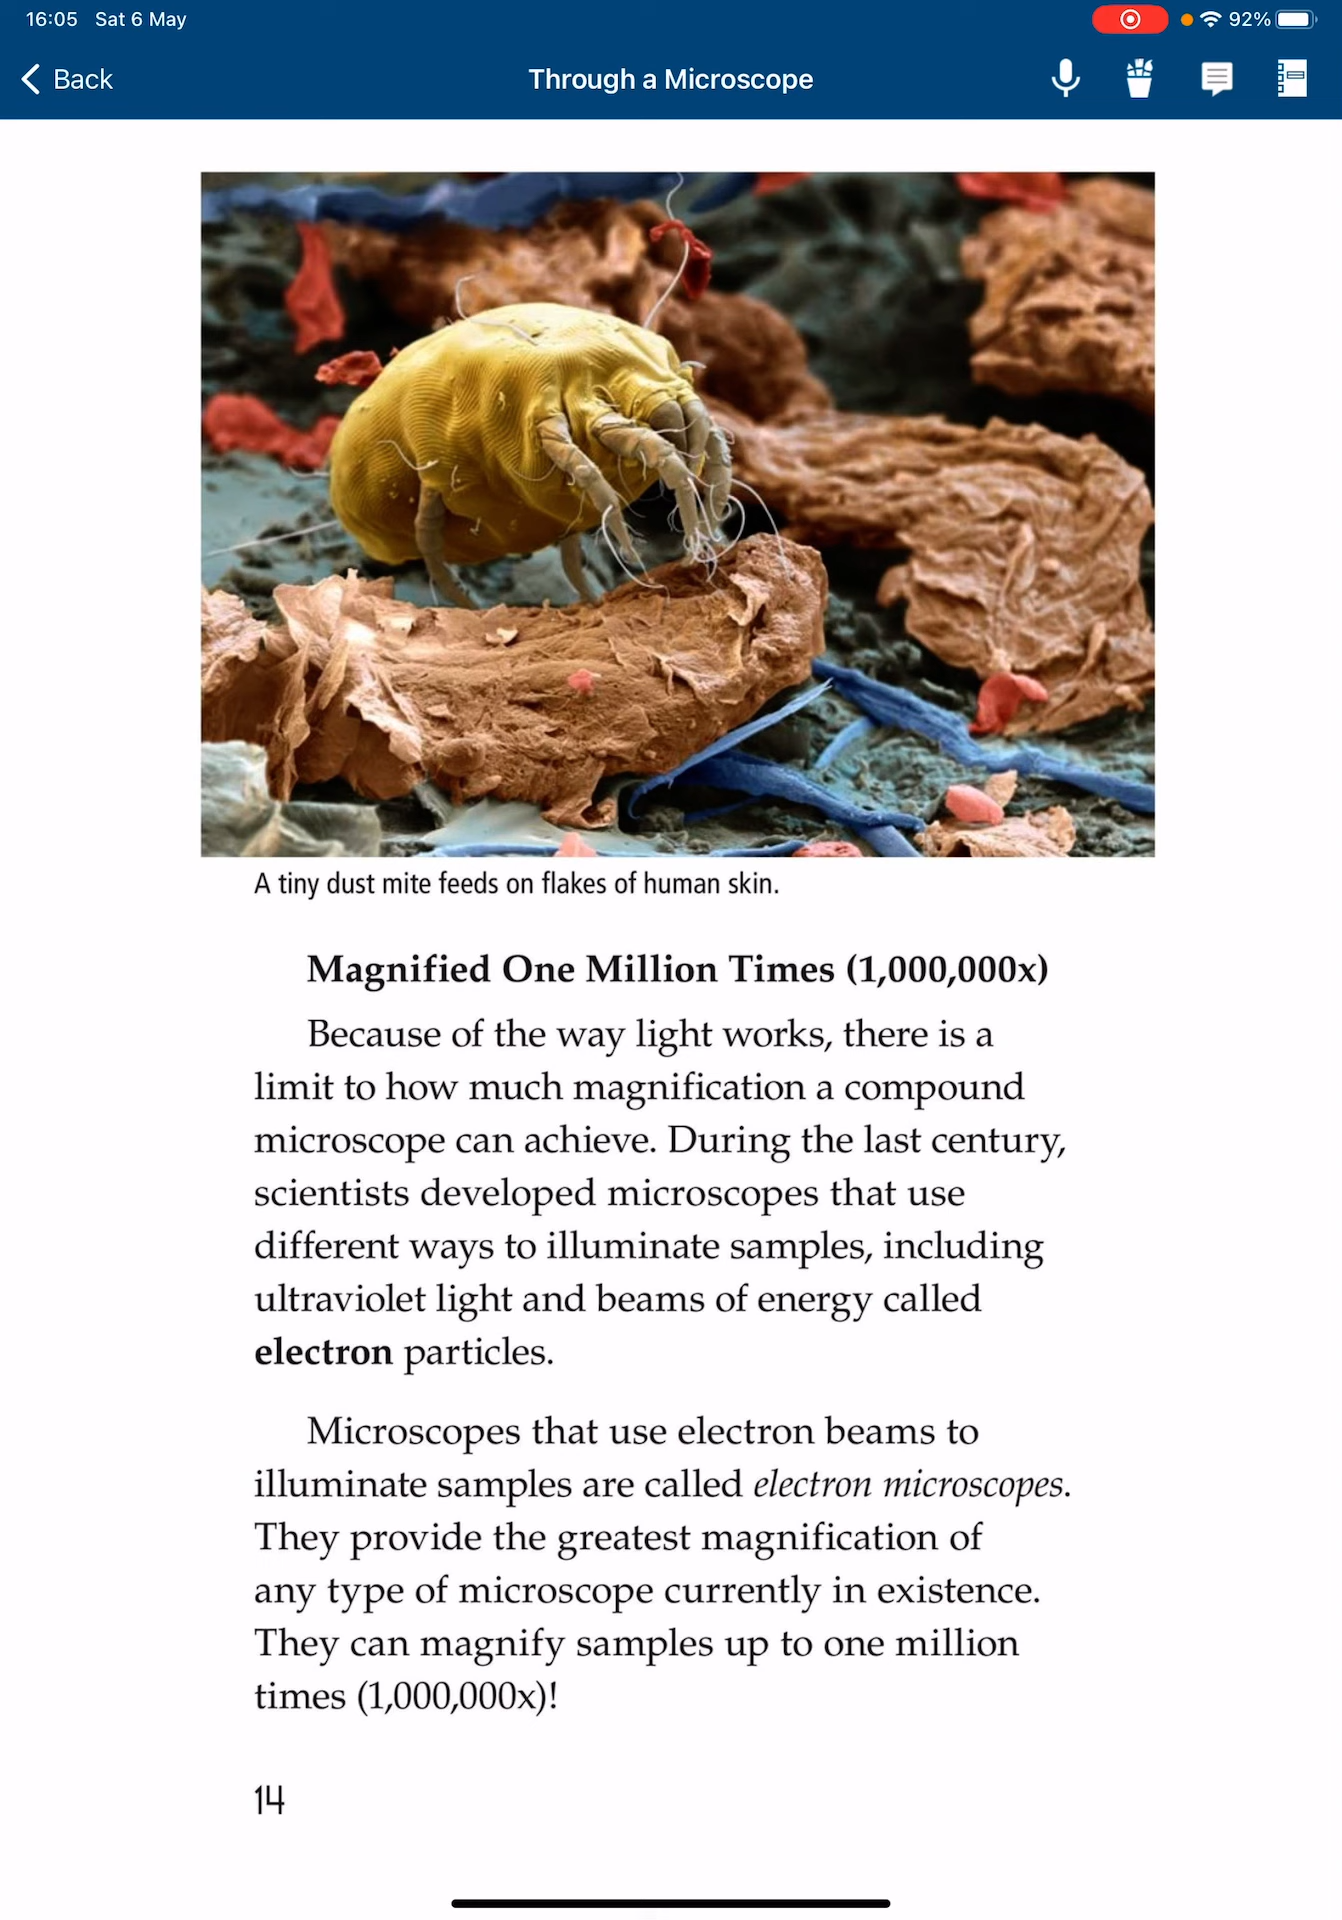 16:05 Sat 6 May
92%
Back
Through a Microscope
A tiny dust mite feeds on flakes of human skin.
Magnified One Million Times (1,000,000x)
Because of the way light works, there is a
limit to how much magnification a compound
microscope can achieve. During the last century,
scientists developed microscopes that use
different ways to illuminate samples, including
ultraviolet light and beams of energy called
electron particles.
Microscopes that use electron beams to
illuminate samples are called electron microscopes.
They provide the greatest magnification of
any type of microscope currently in existence.
They can magnify samples up to one million
times (1,000,000x)!
14